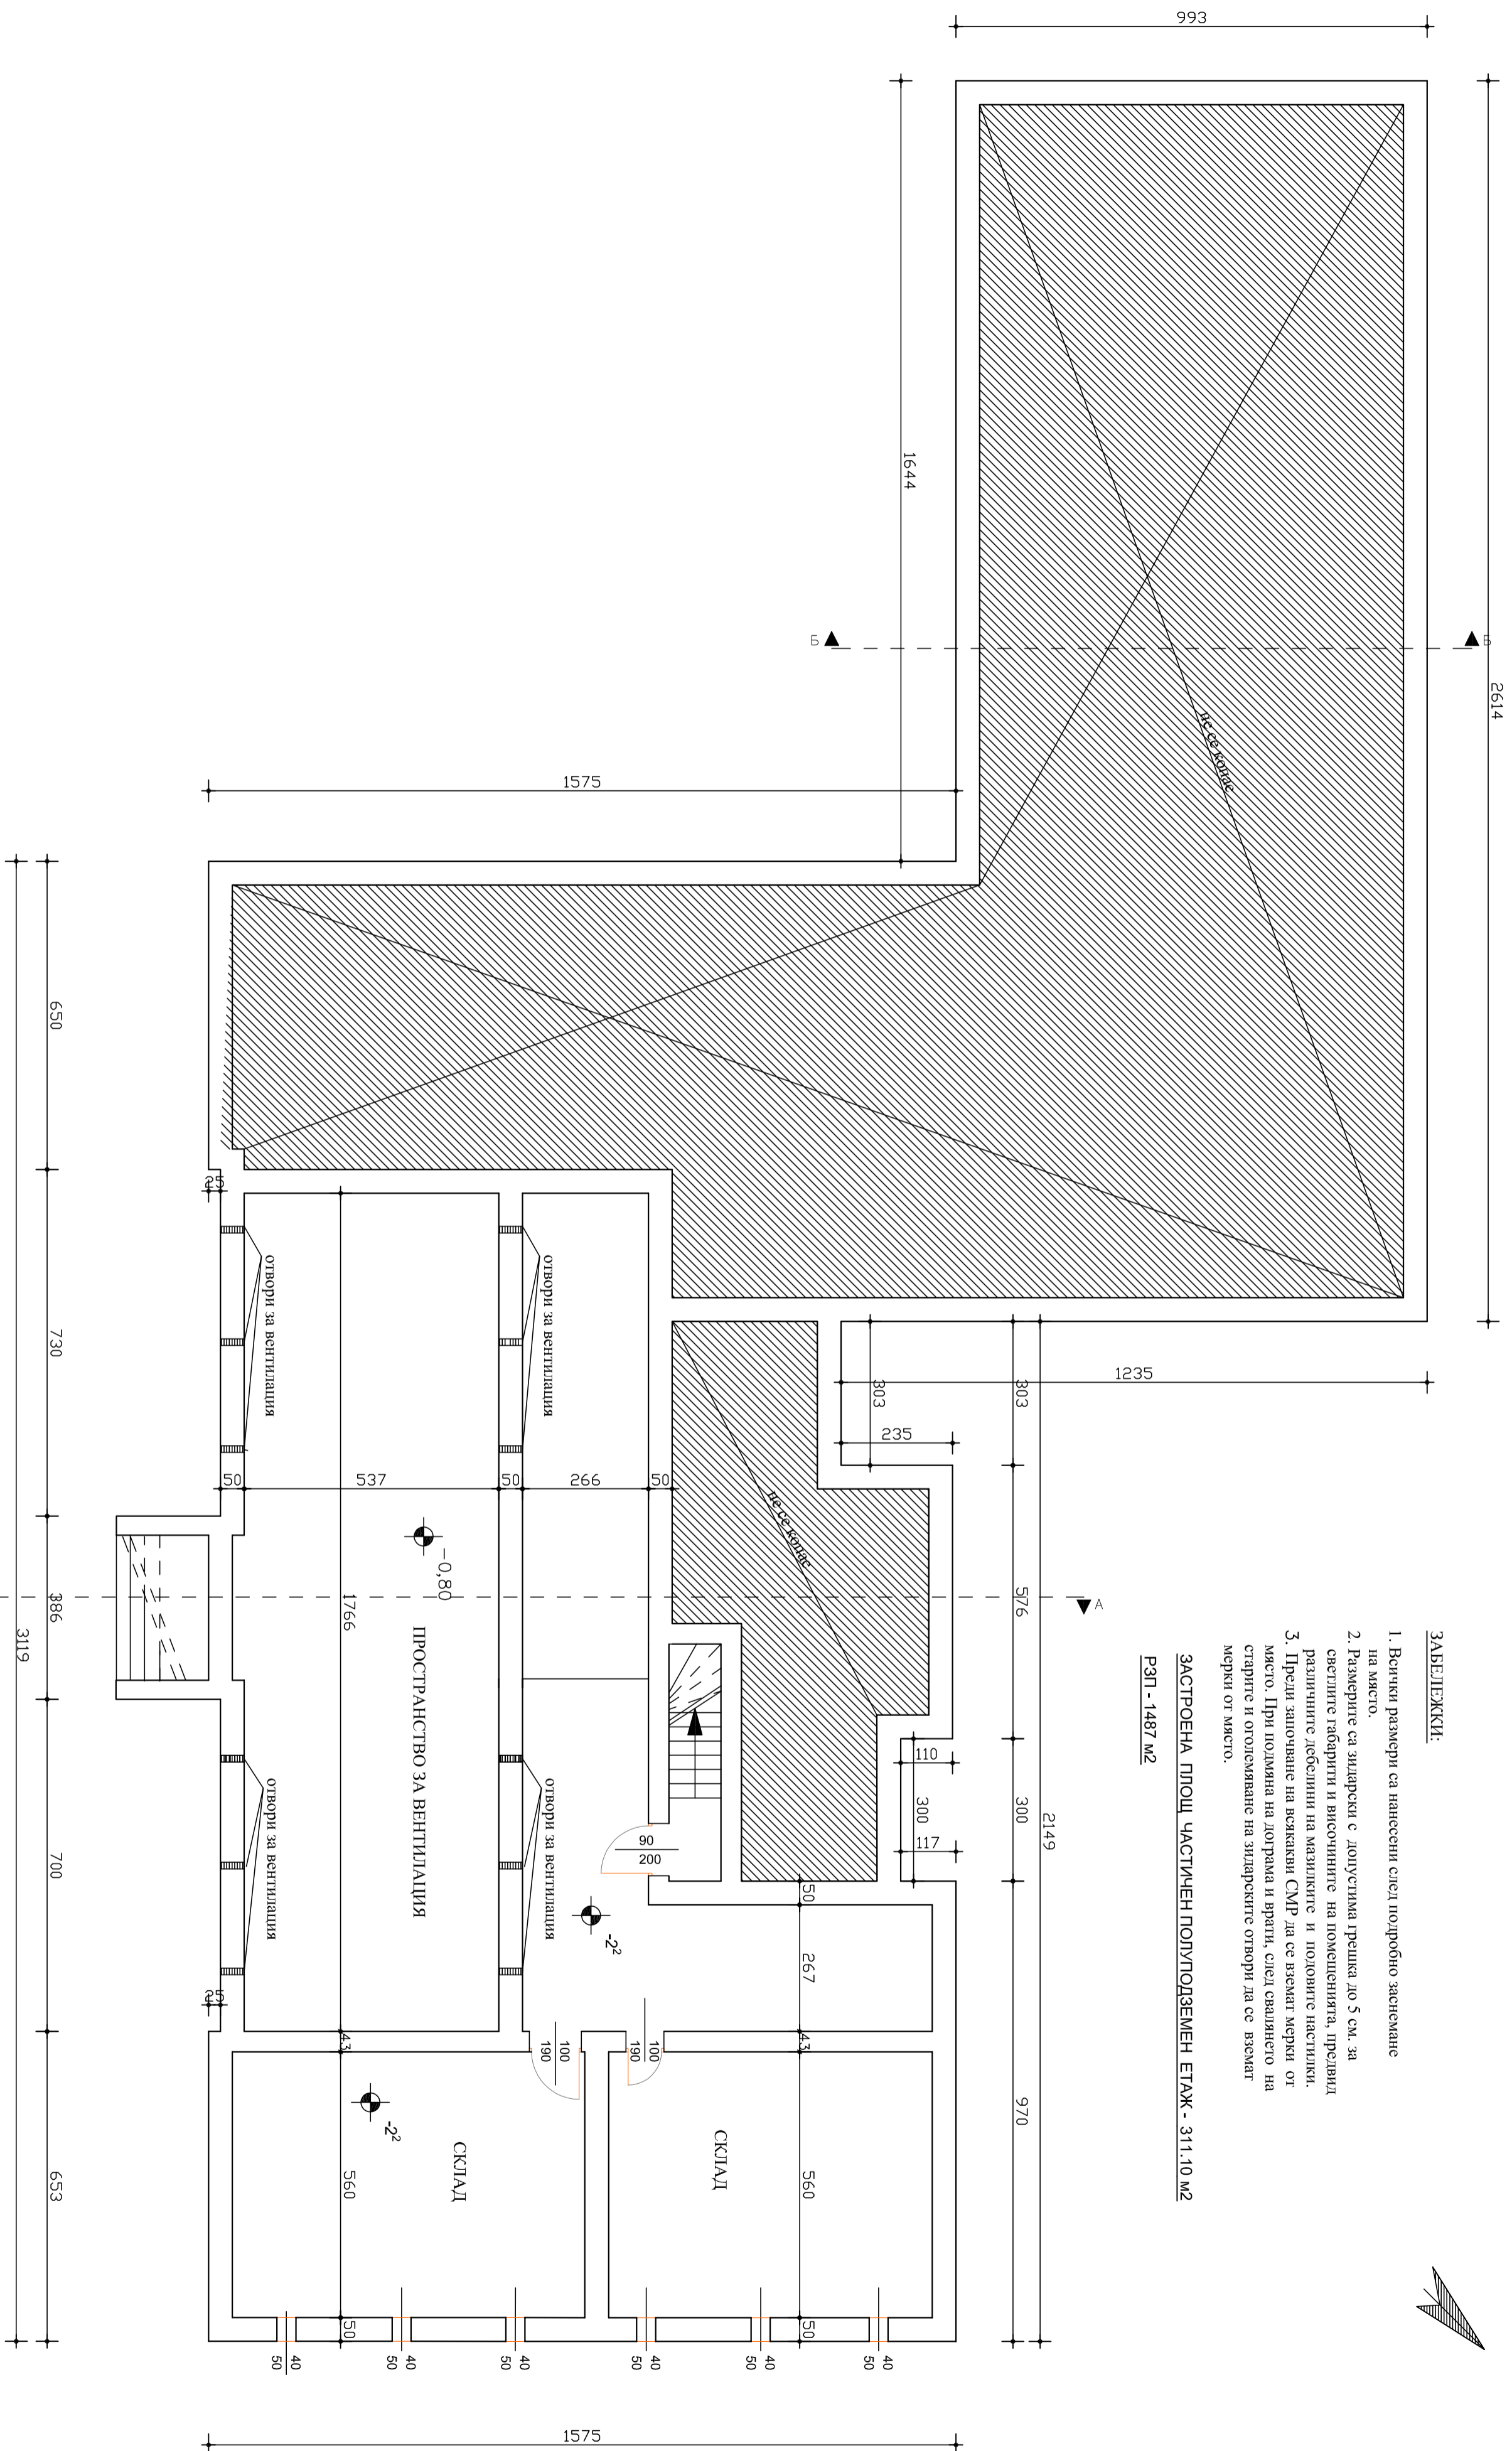 ЗАБЕЛЕЖКИ:
1. Всички размери са нанесени след подробно заснемане
на място.
2. Размерите са зидарски с допустима грешка до 5 см. за
светлите габарити и височините на помещенията, предвид
различните дебелини на мазилките и подовите настилки.
3. Преди започване на всякакви СМР да се вземат мерки от
място. При подмяна на дограма и врати, след свалянето на
старите и оголемяване на зидарските отвори да се вземат
мерки от място.
ЗАСТРОЕНА ПЛОЩ ЧАСТИЧЕН ПОЛУПОДЗЕМЕН ЕТАЖ - 311.10 м2
РЗП - 1487 м2
2614
993
1644
Б
Б
не се копае
1575
1235
2149
303
576
300
970
303
235
110
300
117
А
не се копае
50
267
43
560
50
90
200
100
190
100
190
-2²
-2²
СКЛАД
СКЛАД
отвори за вентилация
отвори за вентилация
отвори за вентилация
отвори за вентилация
50
537
50
266
50
-0,80
ПРОСТРАНСТВО ЗА ВЕНТИЛАЦИЯ
1766
43
560
50
25
25
650
730
386
700
653
3119
40
50
40
50
40
50
40
50
40
50
40
50
1575